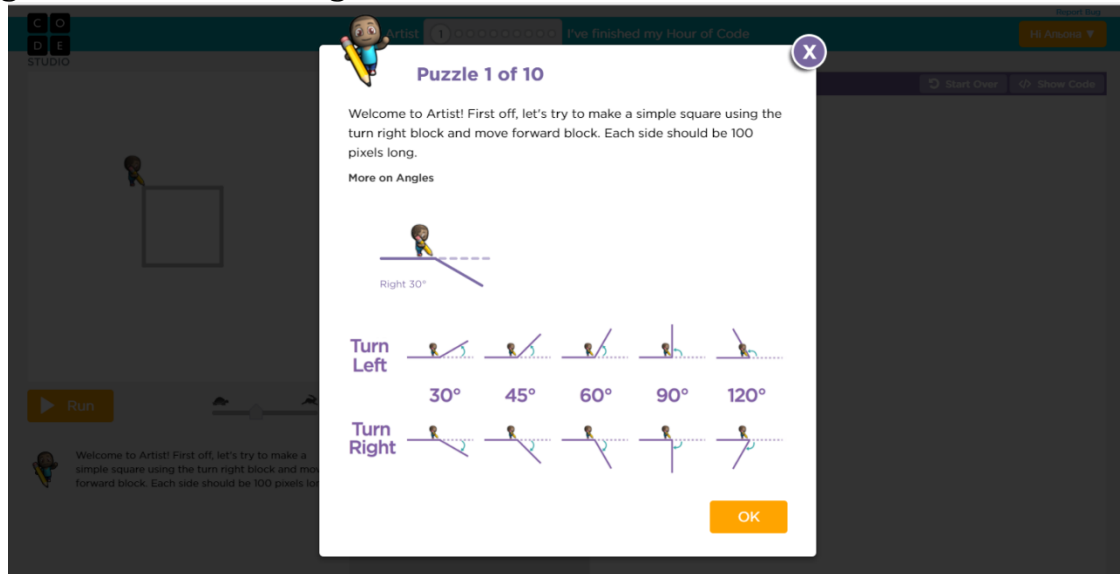 Report Bug
C O
D E
STUDIO
Artist 1 I've finished my Hour of Code
Start Over </> Show Code
X
Puzzle 1 of 10
Welcome to Artist! First off, let's try to make a simple square using the
turn right block and move forward block. Each side should be 100
pixels long.
More on Angles
Right 30°
Turn
Left
30° 45° 60° 90° 120°
Turn
Right
OK
Run
Welcome to Artist! First off, let's try to make a
simple square using the turn right block and
forward block. Each side should be 100 pixels